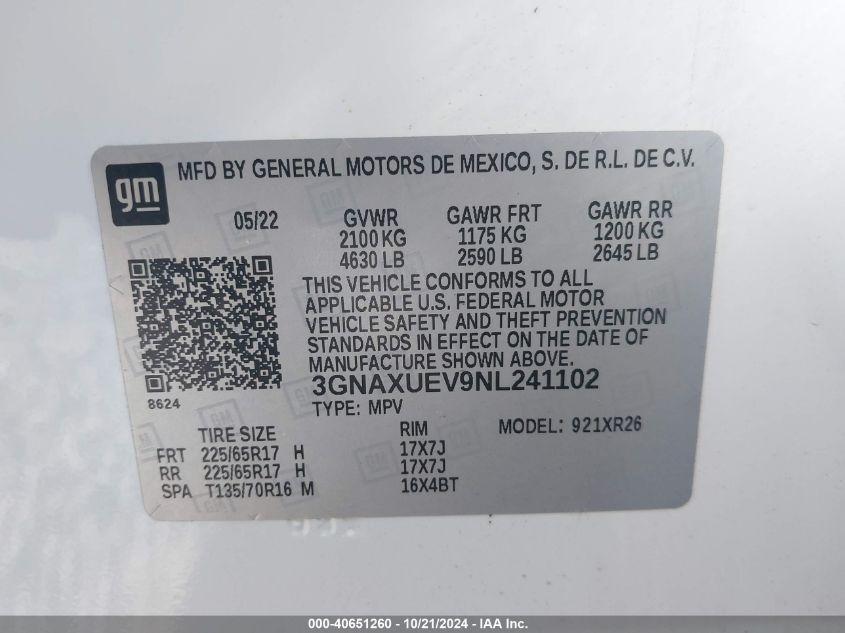 gm MFD BY GENERAL MOTORS DE MEXICO, S. DE R.L. DE C.V.
05/22 GVWR GAWR FRT GAWR RR
2100 KG 1175 KG 1200 KG
4630 LB 2590 LB 2645 LB
THIS VEHICLE CONFORMS TO ALL
APPLICABLE U.S. FEDERAL MOTOR
VEHICLE SAFETY AND THEFT PREVENTION
STANDARDS IN EFFECT ON THE DATE OF
MANUFACTURE SHOWN ABOVE.
3GNAXUEV9NL241102
8624 TYPE: MPV
TIRE SIZE RIM MODEL: 921XR26
FRT 225/65R17 H 17X7J
RR 225/65R17 H 17X7J
SPA T135/70R16 M 16X4BT
000-40651260 - 10/21/2024 - IAA Inc.